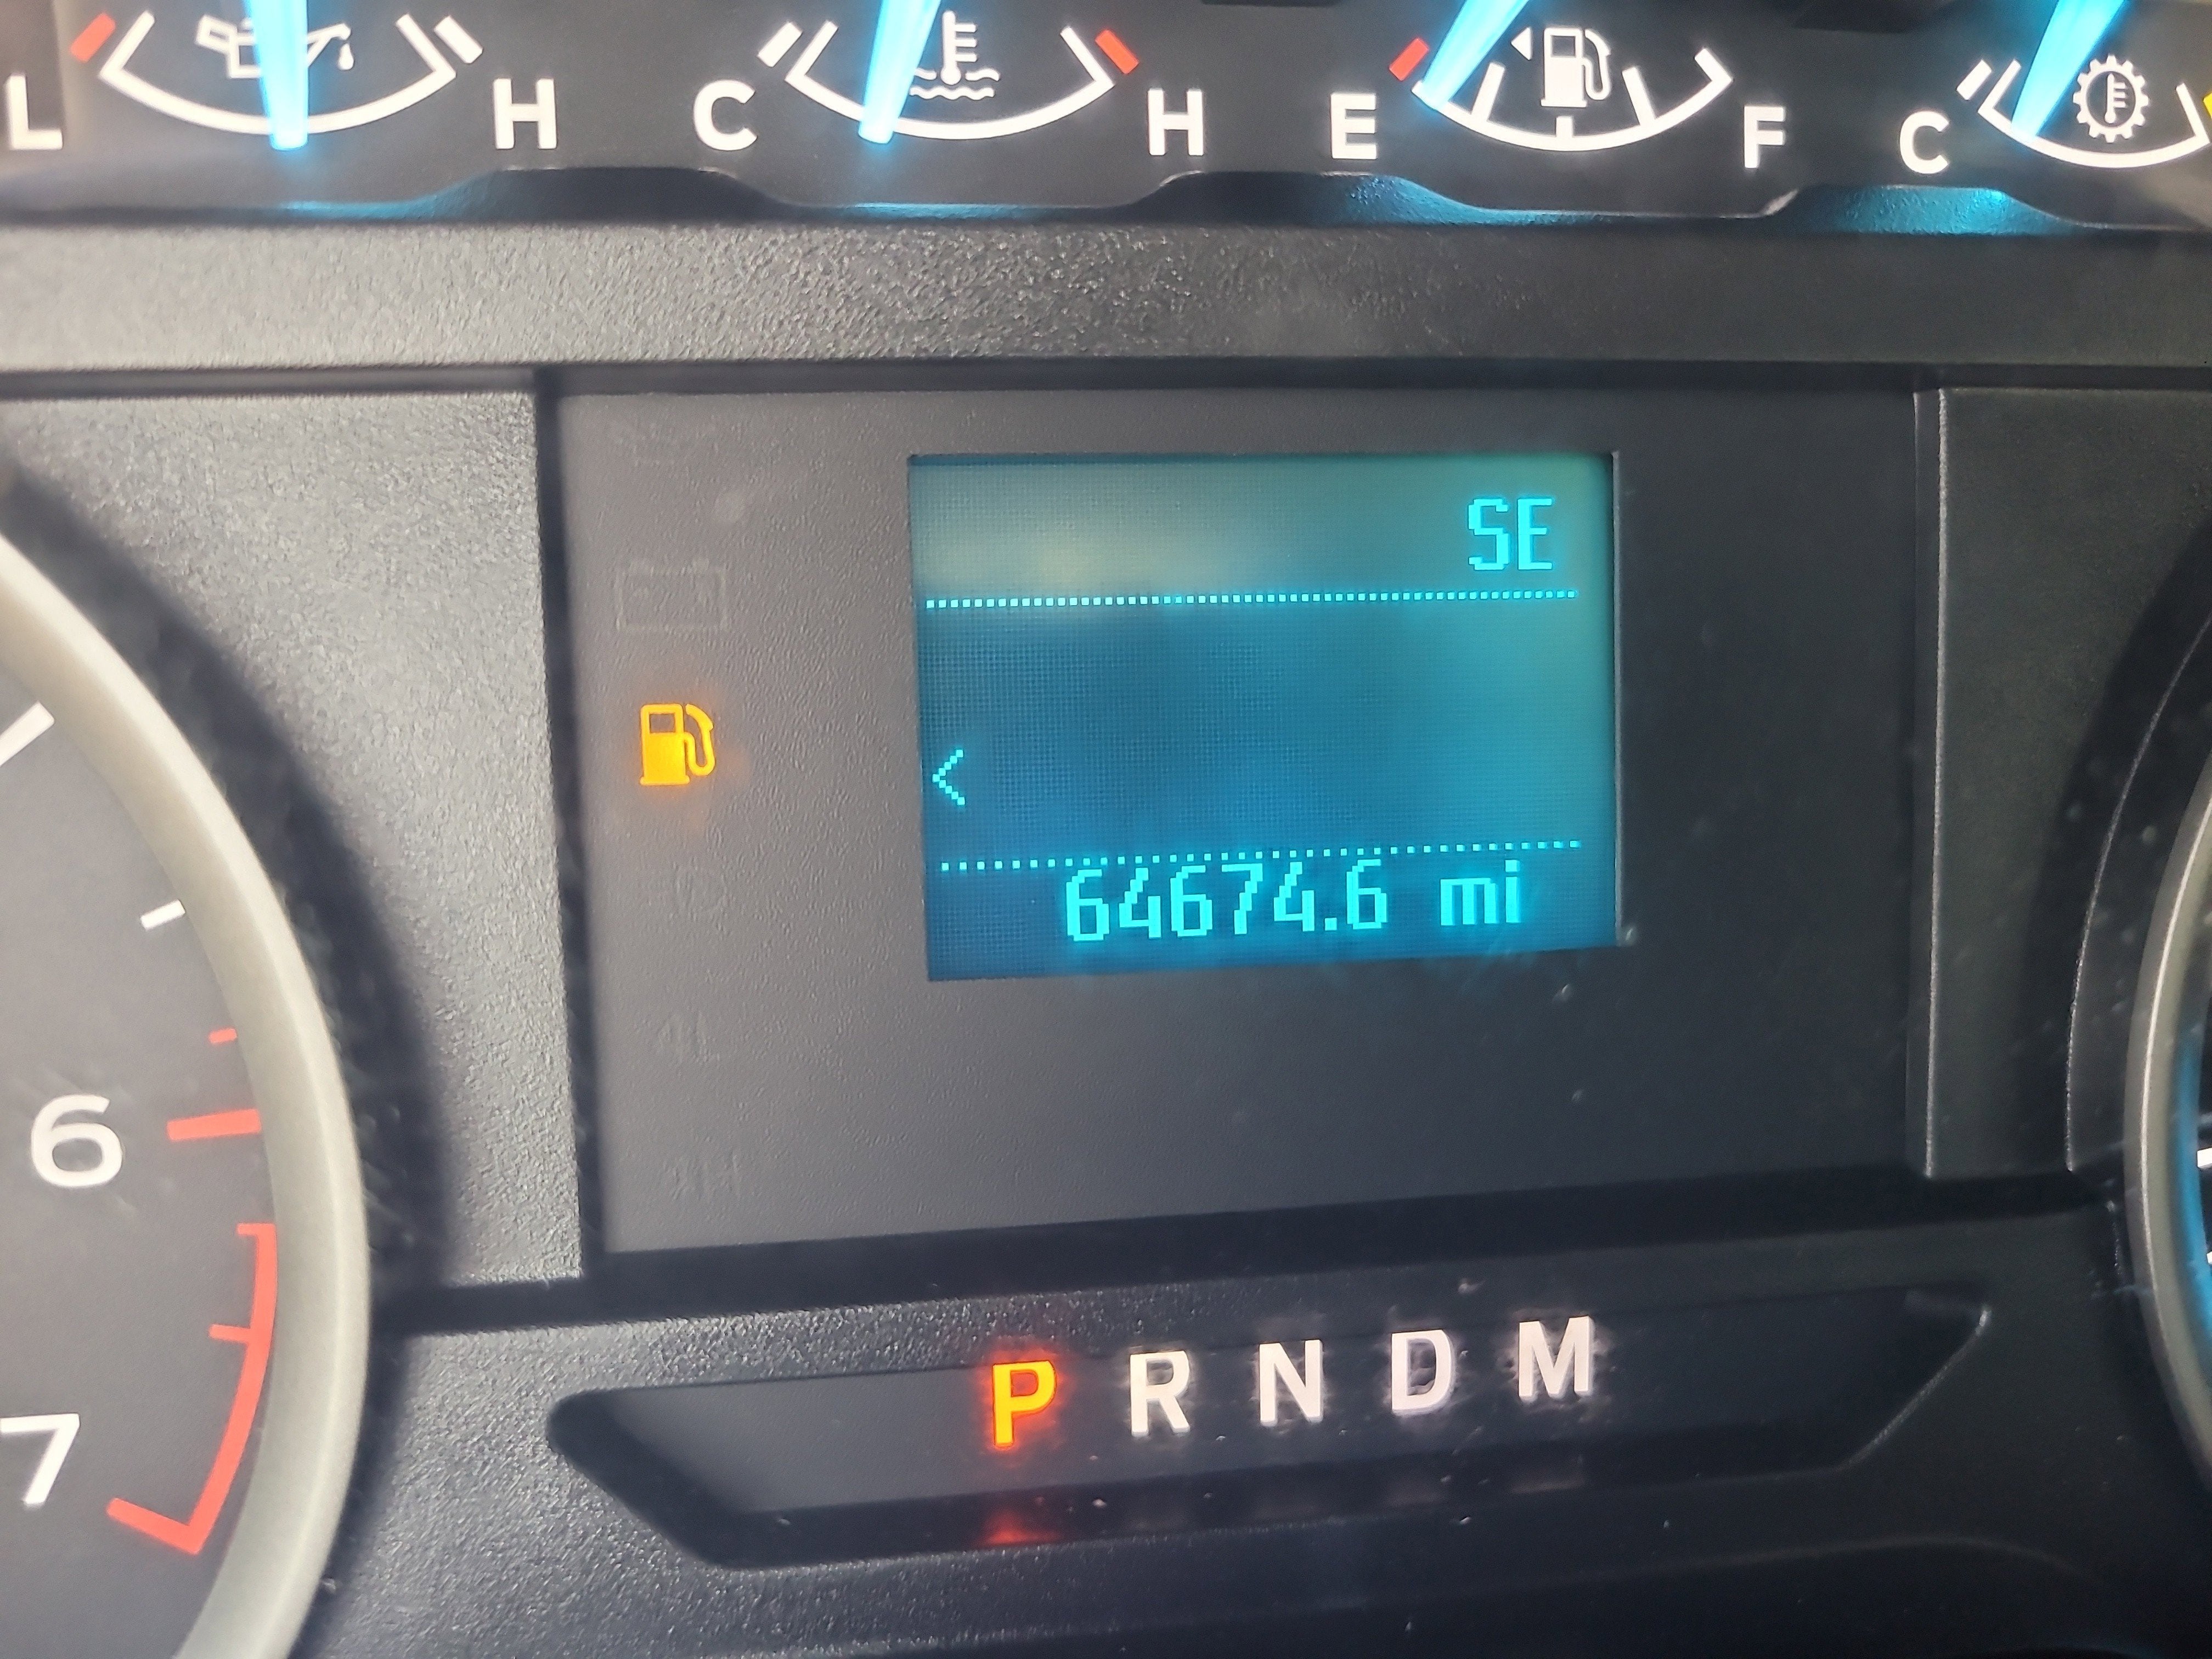 L H C H E F C
SE
<
64674.6 mi
6
7
P R N D M